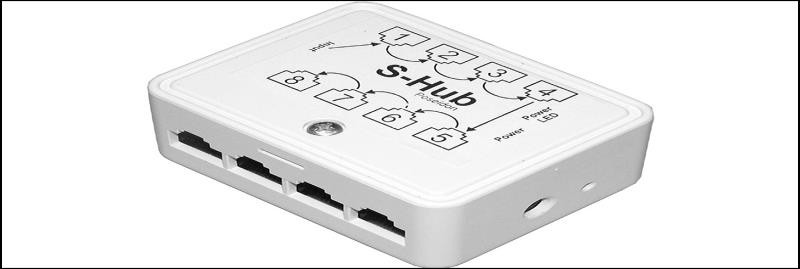 Input
1 2 3 4
S-Hub
Poseidon
8 7 6 5
Power
LED
Power